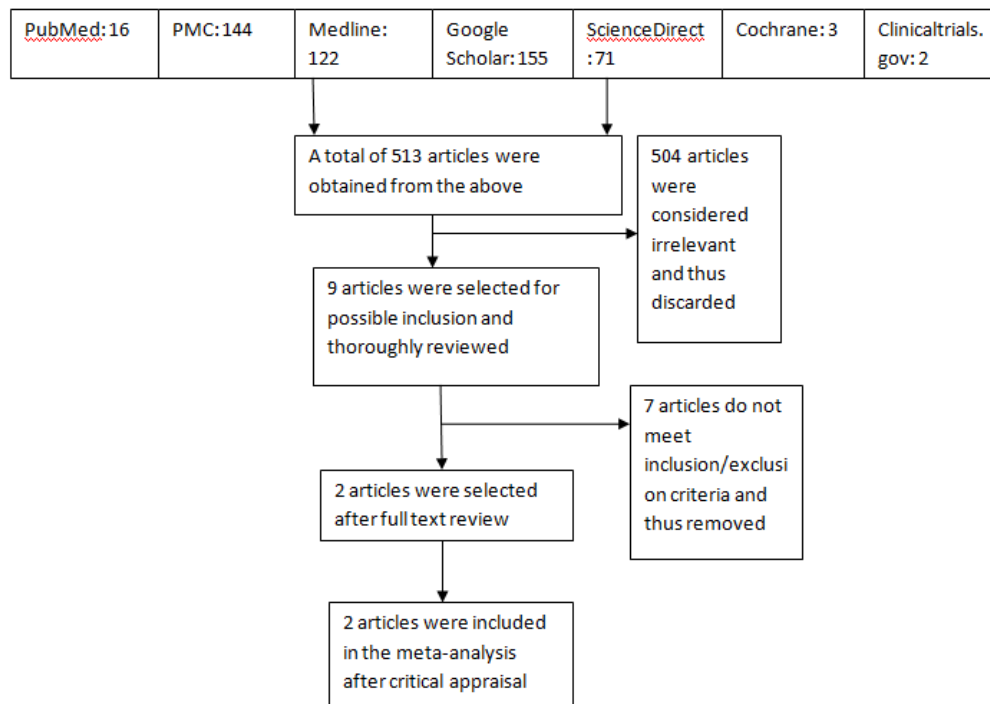 PubMed:16
PMC:144
Medline:
122
Google
Scholar:155
ScienceDirect
:71
Cochrane:3
Clinicaltrials.
gov:2
A total of 513 articles were
obtained from the above
504 articles
were
considered
irrelevant
and thus
discarded
9 articles were selected for
possible inclusion and
thoroughly reviewed
7 articles do not
meet
inclusion/exclusi
on criteria and
thus removed
2 articles were selected
after full text review
2 articles were included
in the meta-analysis
after critical appraisal